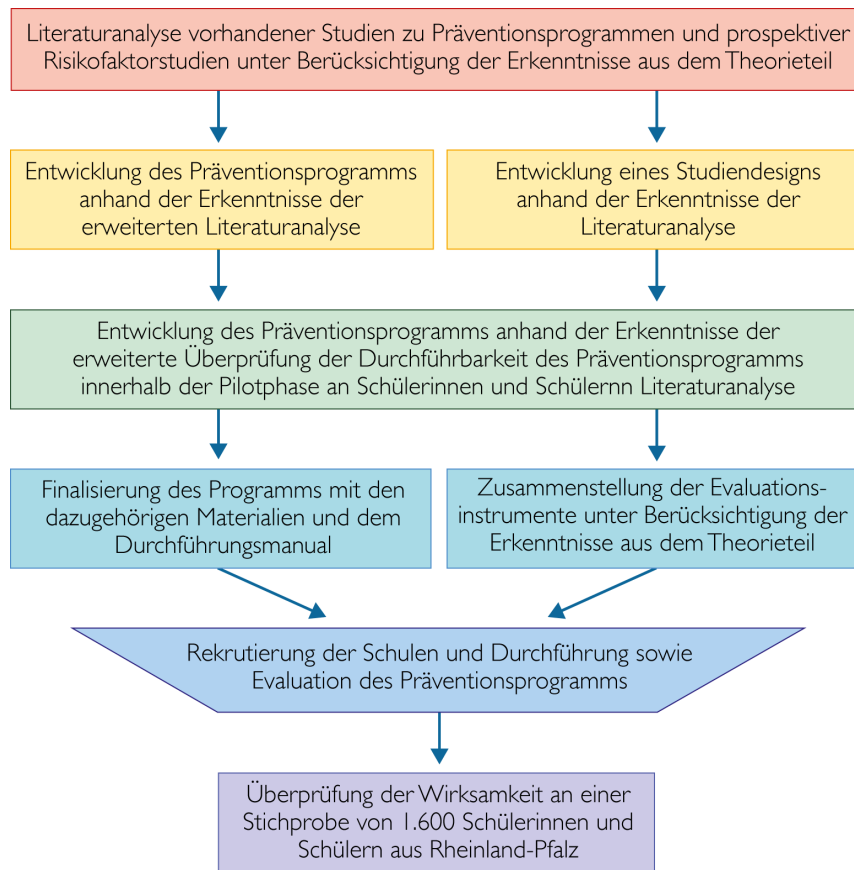 Literaturanalyse vorhandener Studien zu Präventionsprogrammen und prospektiver
Risikofaktorstudien unter Berücksichtigung der Erkenntnisse aus dem Theorieteil
Entwicklung des Präventionsprogramms
anhand der Erkenntnisse der
erweiterten Literaturanalyse
Entwicklung eines Studiendesigns
anhand der Erkenntnisse der
Literaturanalyse
Entwicklung des Präventionsprogramms anhand der Erkenntnisse der
erweiterte Überprüfung der Durchführbarkeit des Präventionsprogramms
innerhalb der Pilotphase an Schülerinnen und Schülernn Literaturanalyse
Finalisierung des Programms mit den
dazugehörigen Materialien und dem
Durchführungsmanual
Zusammenstellung der Evaluations-
instrumente unter Berücksichtigung der
Erkenntnisse aus dem Theorieteil
Rekrutierung der Schulen und Durchführung sowie
Evaluation des Präventionsprogramms
Überprüfung der Wirksamkeit an einer
Stichprobe von 1.600 Schülerinnen und
Schülern aus Rheinland-Pfalz